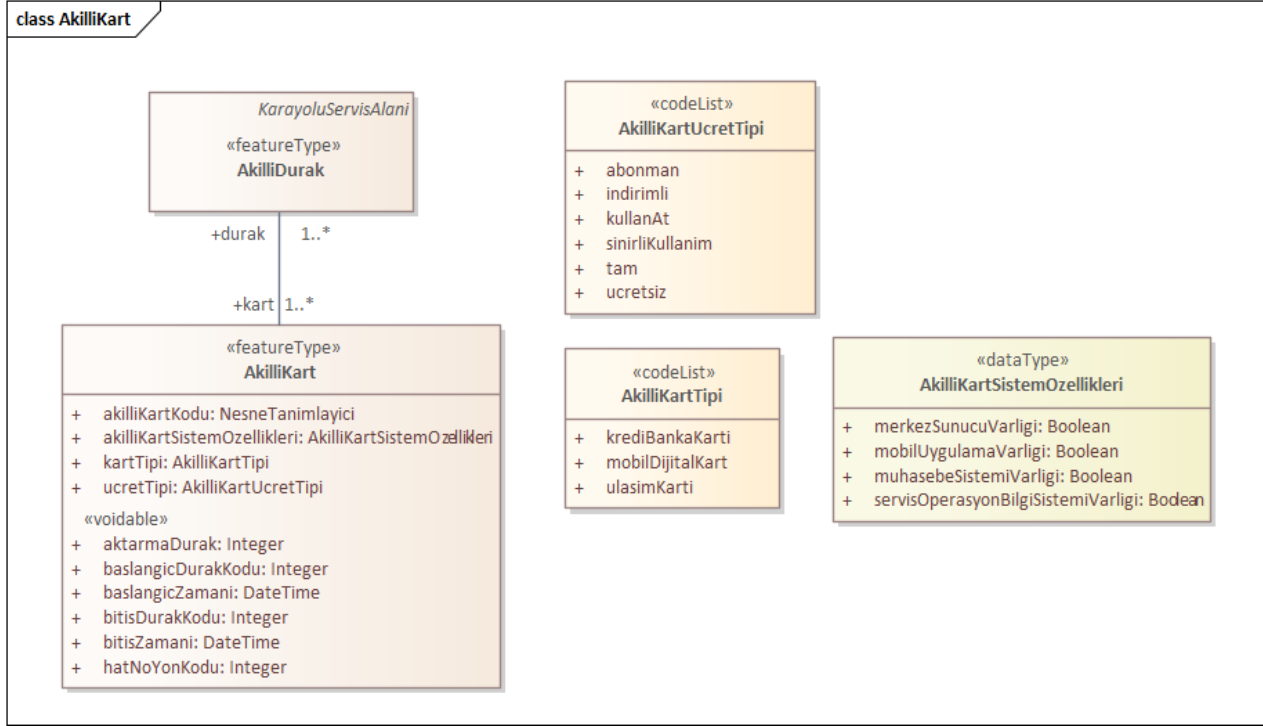 class AkilliKart
KarayoluServisAlani
«featureType»
AkilliDurak
+durak 1..*
+kart 1..*
«featureType»
AkilliKart
+ akilliKartKodu: NesneTanimlayici
+ akilliKartSistemOzellikleri: AkilliKartSistemOzellikleri
+ kartTipi: AkilliKartTipi
+ ucretTipi: AkilliKartUcretTipi
«voidable»
+ aktarmaDurak: Integer
+ baslangicDurakKodu: Integer
+ baslangicZamani: DateTime
+ bitisDurakKodu: Integer
+ bitisZamani: DateTime
+ hatNoYonKodu: Integer
«codeList»
AkilliKartUcretTipi
+ abonman
+ indirimli
+ kullanAt
+ sinirliKullanim
+ tam
+ ucretsiz
«codeList»
AkilliKartTipi
+ krediBankaKarti
+ mobilDijitalKart
+ ulasimKarti
«dataType»
AkilliKartSistemOzellikleri
+ merkezSunucuVarligi: Boolean
+ mobilUygulamaVarligi: Boolean
+ muhasebeSistemiVarligi: Boolean
+ servisOperasyonBilgiSistemiVarligi: Boolean